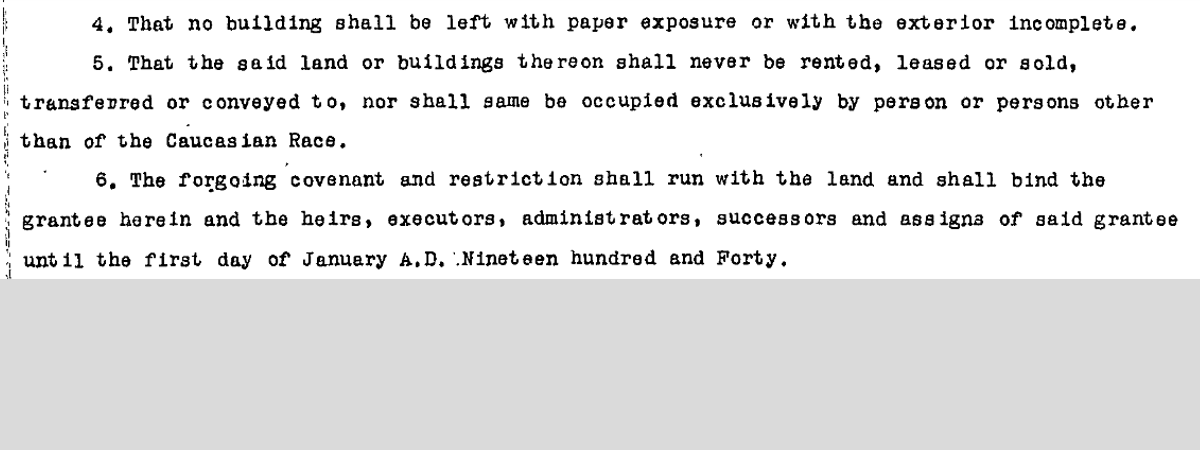 4. That no building shall be left with paper exposure or with the exterior incomplete.
5. That the said land or buildings thereon shall never be rented, leased or sold,
transferred or conveyed to, nor shall same be occupied exclusively by person or persons other
than of the Caucasian Race.
6. The forgoing covenant and restriction shall run with the land and shall bind the
grantee herein and the heirs, executors, administrators, successors and assigns of said grantee
until the first day of January A.D. Nineteen hundred and Forty.